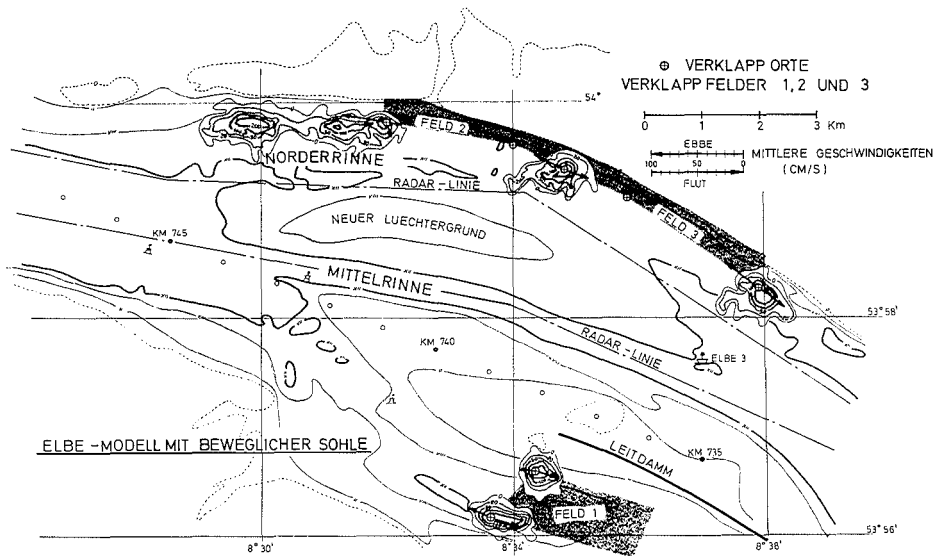 ⊕ VERKLAPP ORTE
VERKLAPP FELDER 1,2 UND 3
54°
0 1 2 3 Km
EBBE
100 50 0
FLUT
MITTLERE GESCHWINDIGKEITEN
(CM/S)
FELD 2
NORDERRINNE
RADAR-LINIE
FELD 3
NEUER LUECHTERGRUND
KM 745
MITTELRINNE
53°58'
RADAR-LINIE
KM 740
ELBE 3
ELBE-MODELL MIT BEWEGLICHER SOHLE
LEITDAMM
KM 735
FELD 1
53°56'
8°30' 8°34' 8°38'